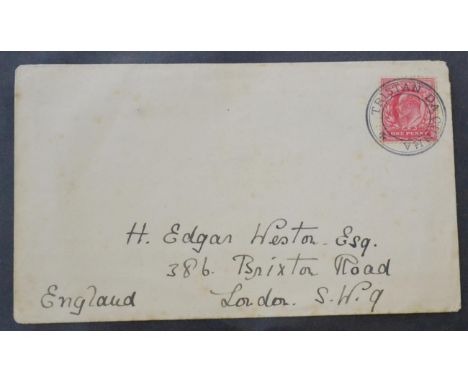 TRISTAN DA CUNHA
ONE PENNY
H. Edgar Weston. Esq.
386. Brixton Road
England London. S.W.9